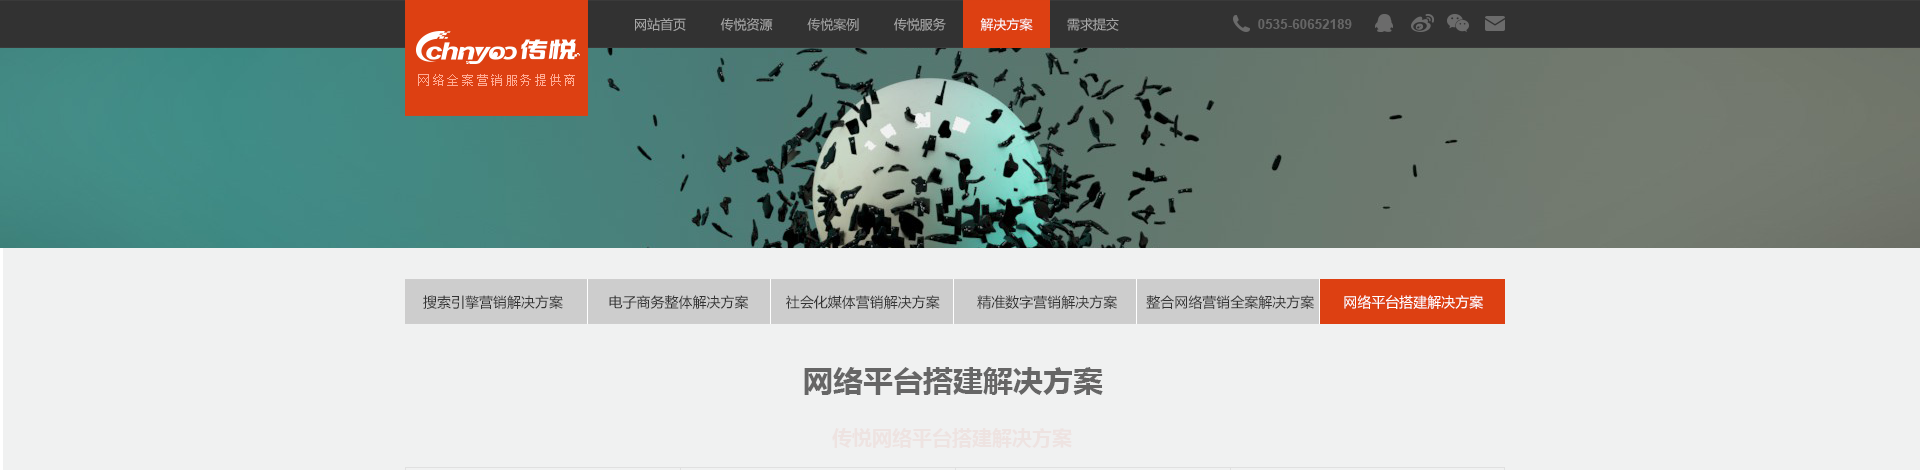 网站首页 传悦资源 传悦案例 传悦服务 解决方案 需求提交 0535-60652189
chnyoo传悦
网络全案营销服务提供商
搜索引擎营销解决方案 电子商务整体解决方案 社会化媒体营销解决方案 精准数字营销解决方案 整合网络营销全案解决方案 网络平台搭建解决方案
网络平台搭建解决方案
传悦网络平台搭建解决方案